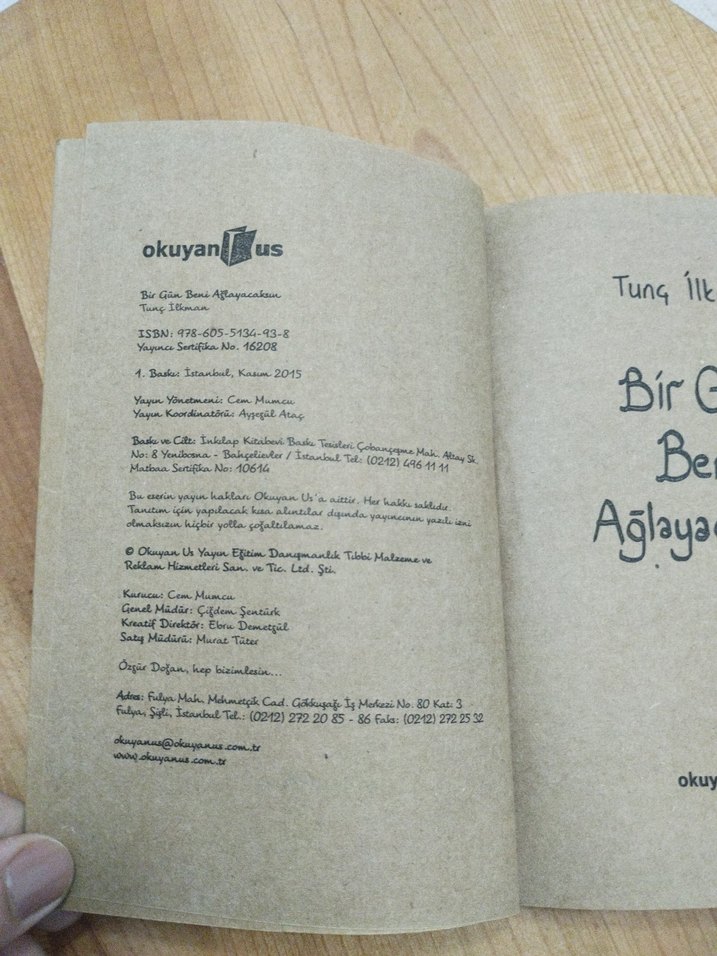 okuyan us
Bir Gün Beni Ağlayacaksın
Tunç İlkman
ISBN: 978-605-5134-93-8
Yayıncı Sertifika No. 16208
1. Baskı: İstanbul, Kasım 2015
Yayın Yönetmeni: Cem Mumcu
Yayın Koordinatörü: Ayşegül Ataç
Baskı ve Cilt: İnkılap Kitabevi Baskı Tesisleri Çobançeşme Mah. Altay Sk.
No: 8 Yenibosna - Bahçelievler / İstanbul Tel: (0212) 496 11 11
Matbaa Sertifika No: 10614
Bu eserin yayın hakları Okuyan Us'a aittir. Her hakkı saklıdır.
Tanıtım için yapılacak kısa alıntılar dışında yayıncının yazılı izni
olmaksızın hiçbir yolla çoğaltılamaz.
© Okuyan Us Yayın Eğitim Danışmanlık Tıbbi Malzeme ve
Reklam Hizmetleri San. ve Tic. Ltd. Şti.
Kurucu: Cem Mumcu
Genel Müdür: Çiğdem Şentürk
Kreatif Direktör: Ebru Demetgül
Satış Müdürü: Murat Tüter
Özgür Doğan, hep bizimlesin...
Adres: Fulya Mah. Mehmetçik Cad. Gökkuşağı İş Merkezi No. 80 Kat: 3
Fulya, Şişli, İstanbul Tel.: (0212) 272 20 85 - 86 Faks: (0212) 272 25 32
okuyanus@okuyanus.com.tr
www.okuyanus.com.tr
Tunç İlk
Bir G
Ben
Ağlayac
okuy